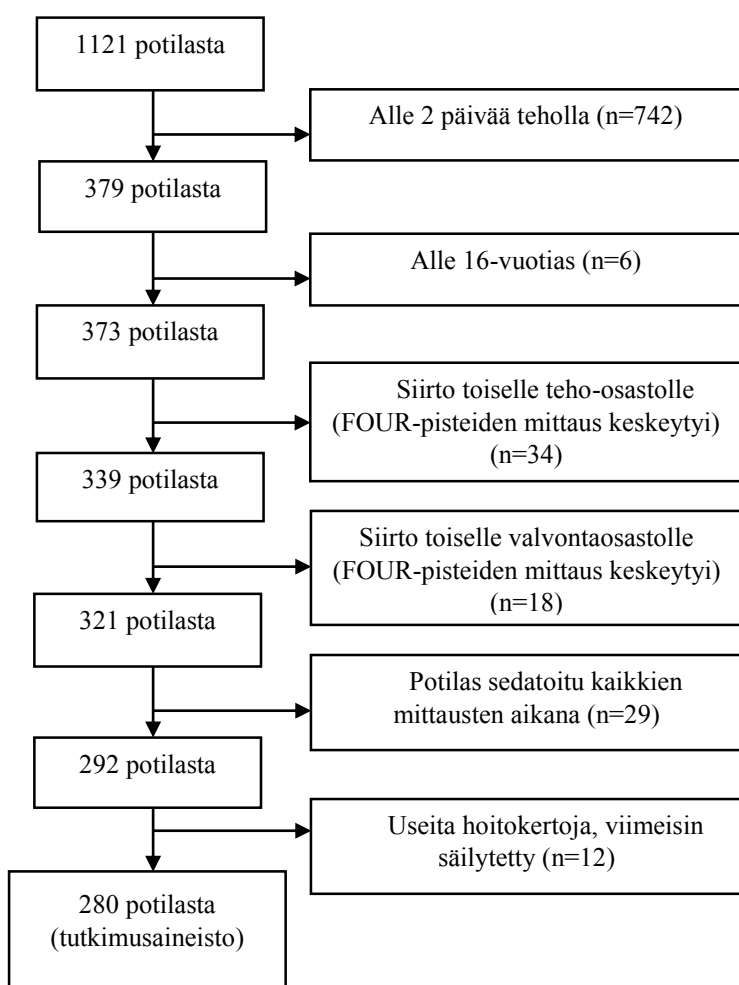 1121 potilasta
Alle 2 päivää teholla (n=742)
379 potilasta
Alle 16-vuotias (n=6)
373 potilasta
Siirto toiselle teho-osastolle
(FOUR-pisteiden mittaus keskeytyi)
(n=34)
339 potilasta
Siirto toiselle valvontaosastolle
(FOUR-pisteiden mittaus keskeytyi)
(n=18)
321 potilasta
Potilas sedatoitu kaikkien
mittausten aikana (n=29)
292 potilasta
Useita hoitokertoja, viimeisin
säilytetty (n=12)
280 potilasta
(tutkimusaineisto)